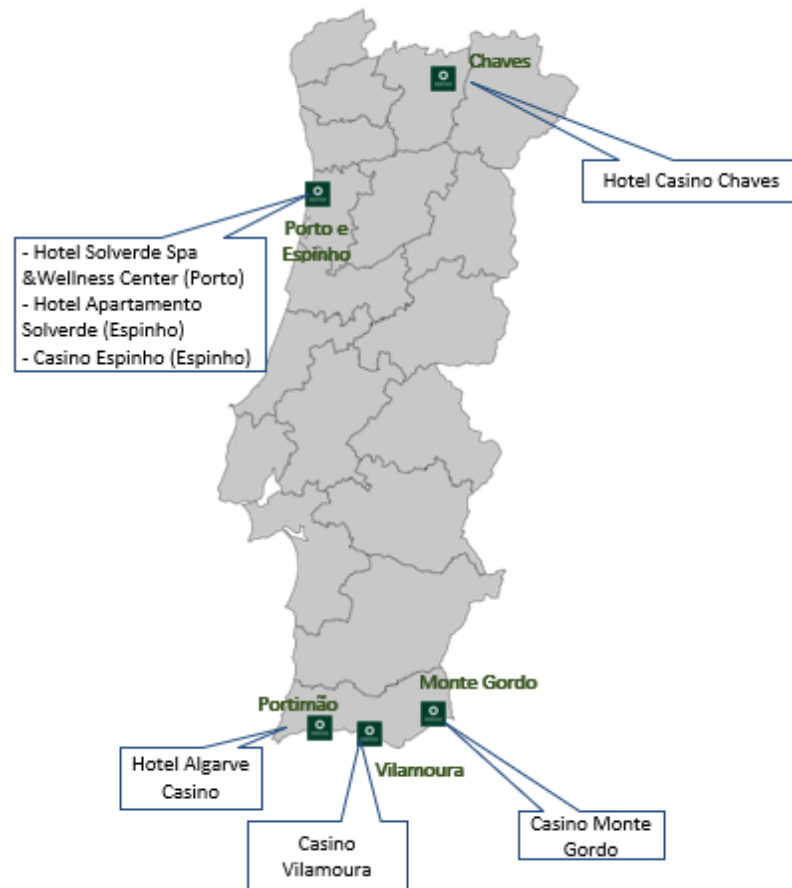 Chaves
Hotel Casino Chaves
Porto e
Espinho
- Hotel Solverde Spa
&Wellness Center (Porto)
- Hotel Apartamento
Solverde (Espinho)
- Casino Espinho (Espinho)
Monte Gordo
Portimão
Vilamoura
Hotel Algarve
Casino
Casino
Vilamoura
Casino Monte
Gordo